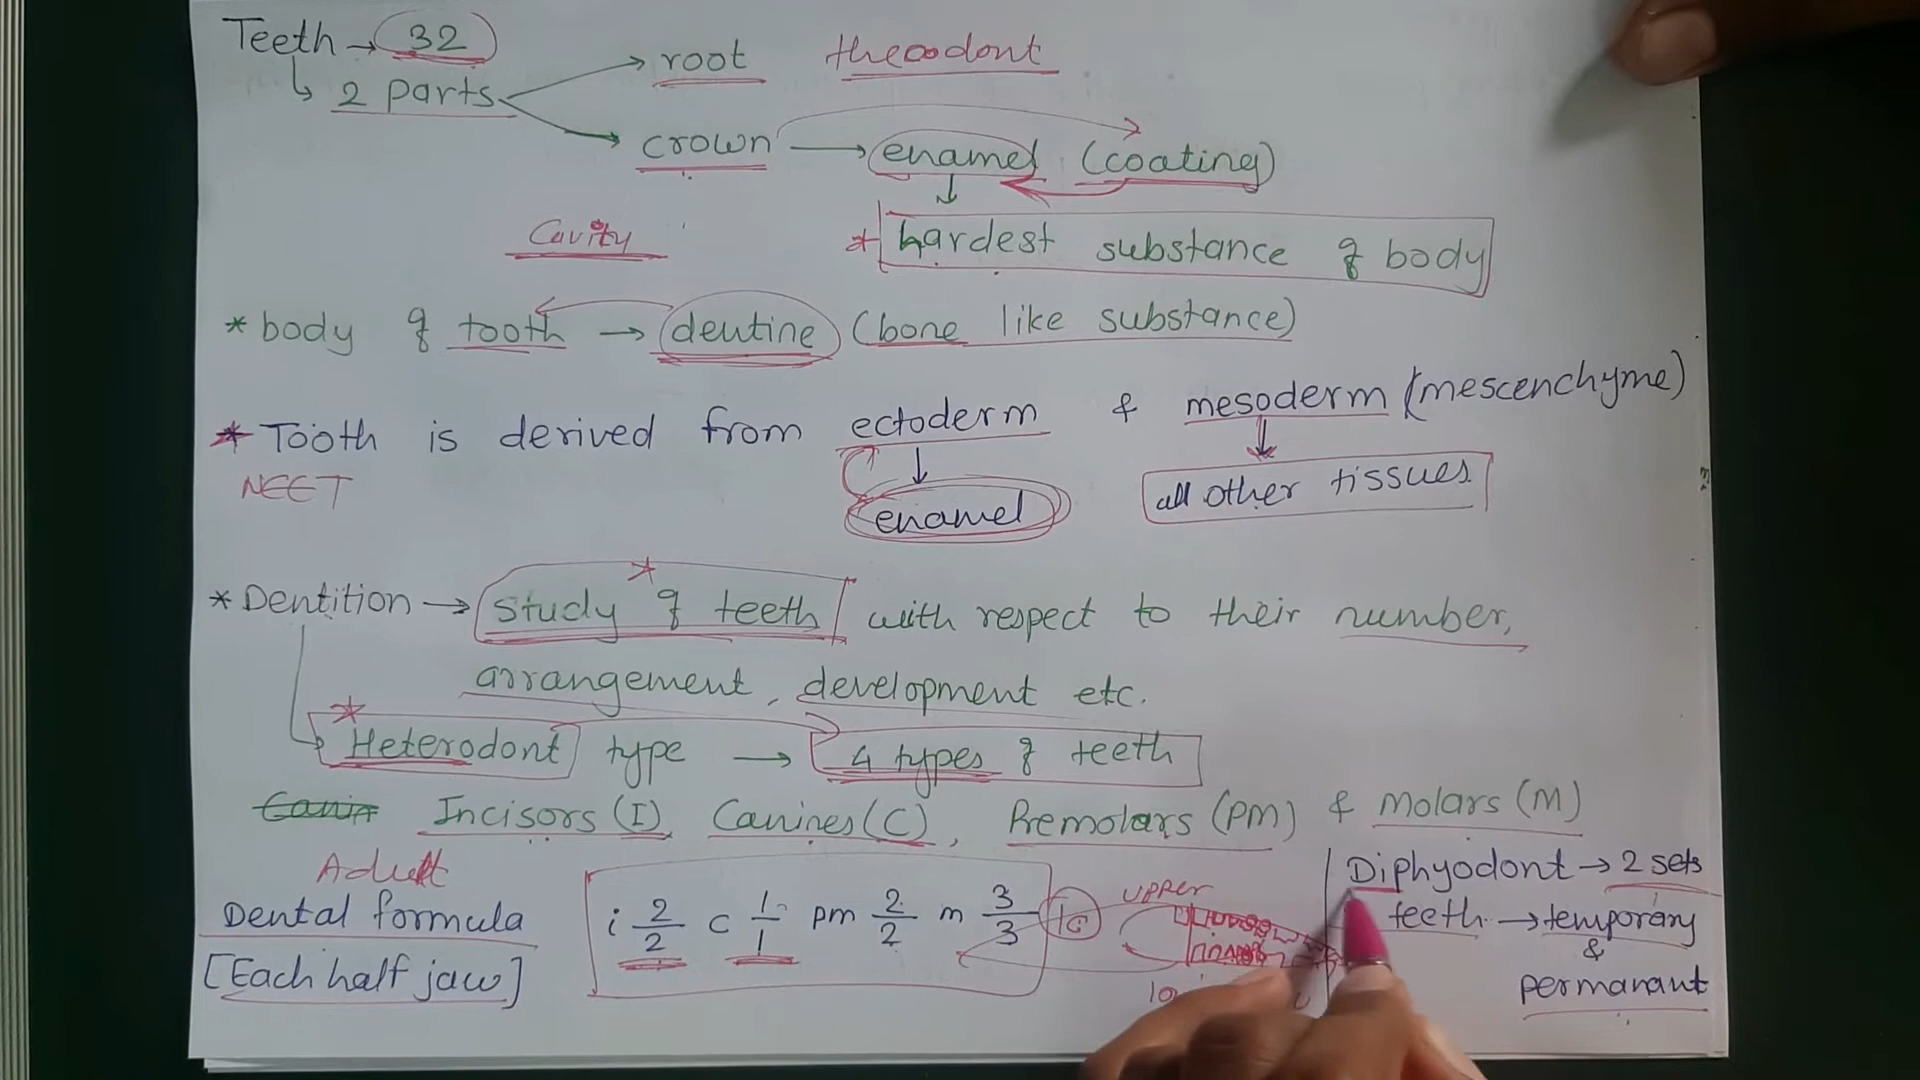 Teeth → 32
root thecodont
↳ 2 parts
crown → enamel (coating)
↓
Cavity * hardest substance of body
* body of tooth → dentine (bone like substance)
* Tooth is derived from ectoderm & mesoderm (mescenchyme)
NEET
↓ ↓
enamel all other tissues
* Dentition → study of teeth with respect to their number,
arrangement, development etc.
* Heterodont type → 4 types of teeth
Incisors (I), Canines (C), Premolars (PM) & Molars (M)
Adult
Dental formula
[Each half jaw]
i 2/2 c 1/1 pm 2/2 m 3/3
upper
Diphyodont → 2 sets
teeth → temporary
&
permanant